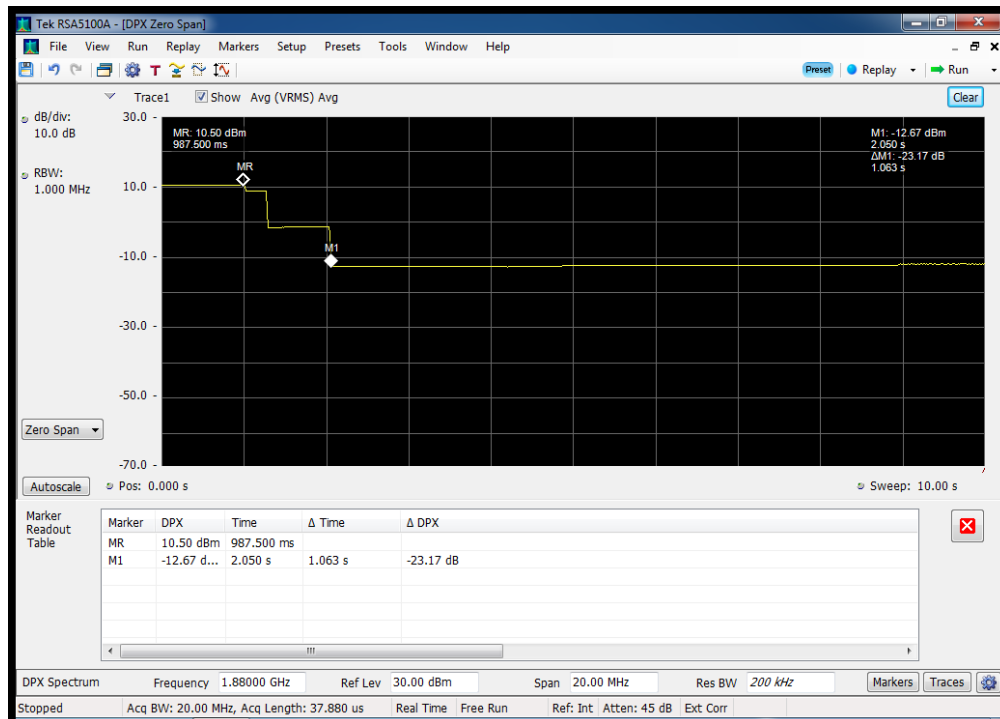 Tek RSA5100A - [DPX Zero Span]
File View Run Replay Markers Setup Presets Tools Window Help
Preset Replay Run
Trace1 Show Avg (VRMS) Avg Clear
dB/div:
10.0 dB
RBW:
1.000 MHz
30.0 -
10.0 -
-10.0 -
-30.0 -
-50.0 -
-70.0 -
MR: 10.50 dBm
987.500 ms
MR
M1
M1: -12.67 dBm
2.050 s
ΔM1: -23.17 dB
1.063 s
Zero Span
Autoscale Pos: 0.000 s Sweep: 10.00 s
Marker
Readout
Table
Marker DPX Time Δ Time Δ DPX
MR 10.50 dBm 987.500 ms
M1 -12.67 d... 2.050 s 1.063 s -23.17 dB
DPX Spectrum Frequency 1.88000 GHz Ref Lev 30.00 dBm Span 20.00 MHz Res BW 200 kHz Markers Traces
Stopped Acq BW: 20.00 MHz, Acq Length: 37.880 us Real Time Free Run Ref: Int Atten: 45 dB Ext Corr